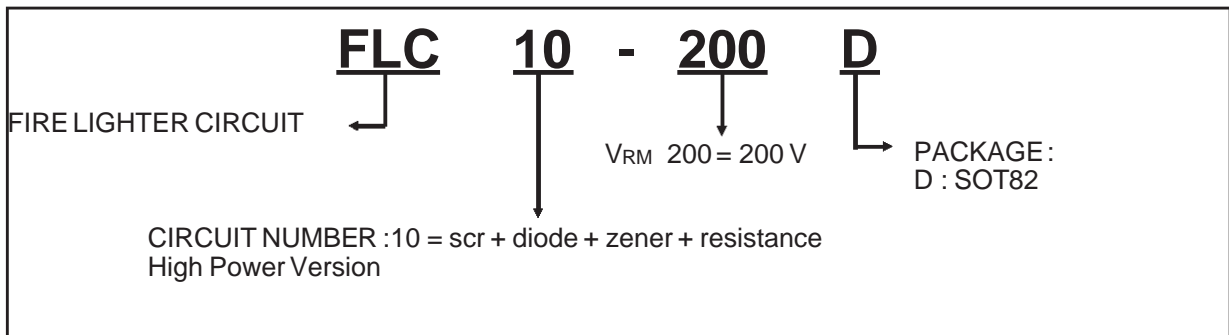 FLC 10 - 200 D
FIRE LIGHTER CIRCUIT
VRM 200 = 200 V
PACKAGE :
D : SOT82
CIRCUIT NUMBER :10 = scr + diode + zener + resistance
High Power Version